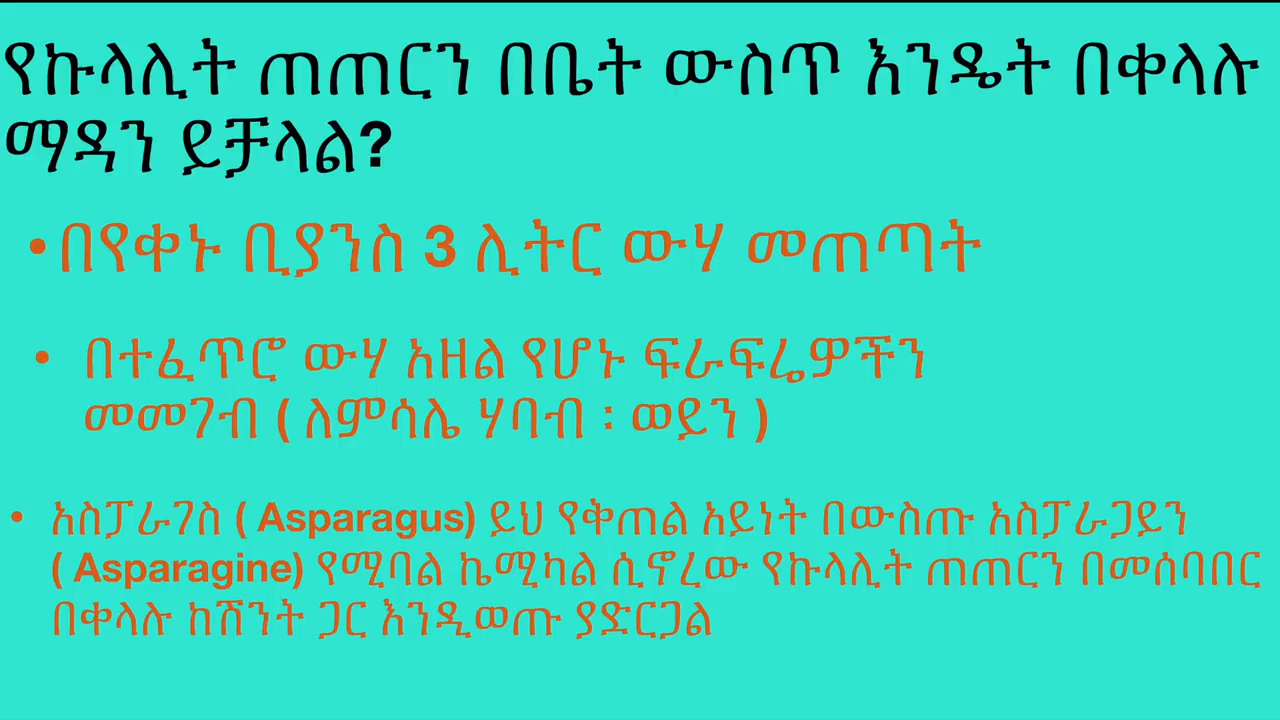 የኩላሊት ጠጠርን በቤት ውስጥ እንዴት በቀላሉ
ማዳን ይቻላል?
•በየቀኑ ቢያንስ 3 ሊትር ውሃ መጠጣት
• በተፈጥሮ ውሃ አዘል የሆኑ ፍራፍሬዎችን
መመገብ ( ለምሳሌ ሃባብ ፡ ወይን )
• አስፓራገስ ( Asparagus) ይህ የቅጠል አይነት በውስጡ አስፓራጋይን
( Asparagine) የሚባል ኬሚካል ሲኖረው የኩላሊት ጠጠርን በመሰባበር
በቀላሉ ከሽንት ጋር እንዲወጡ ያድርጋል